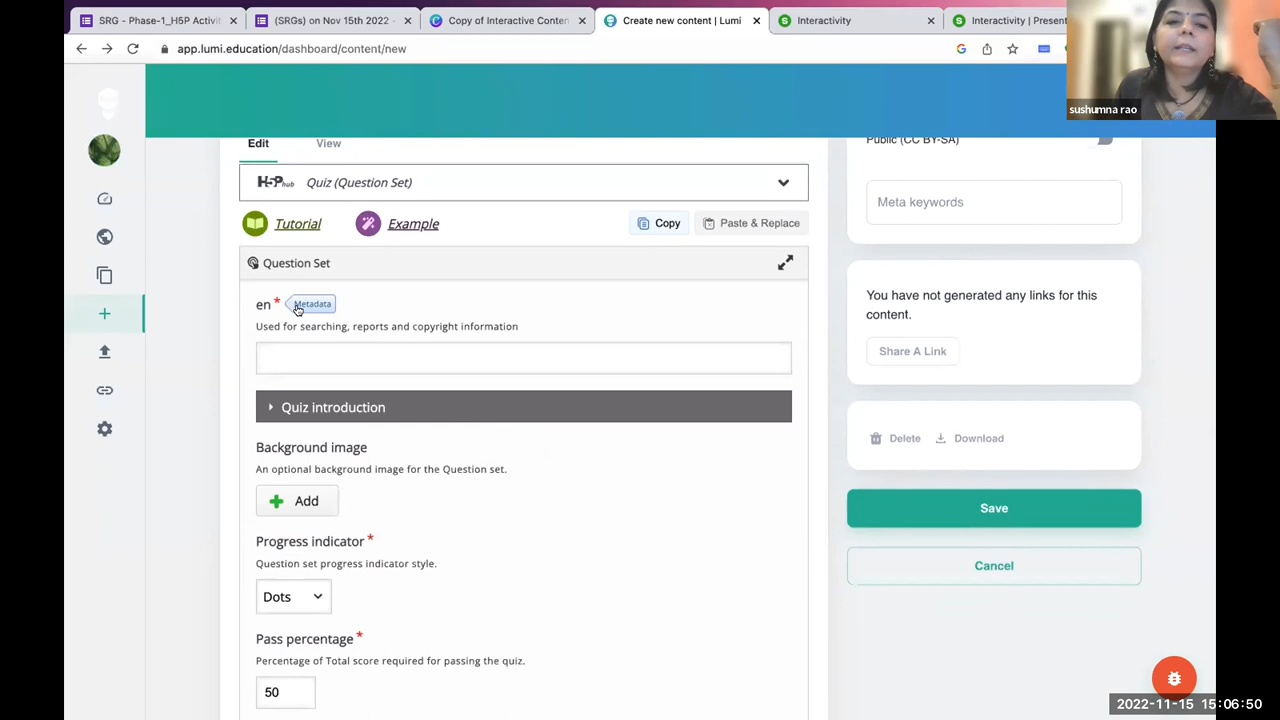 SRG - Phase-1_H5P Activi
(SRGs) on Nov 15th 2022 -
Copy of Interactive Conten
Create new content | Lumi
Interactivity
Interactivity | Present
app.lumi.education/dashboard/content/new
sushumna rao
Edit
View
Public (CC BY-SA)
H5P hub
Quiz (Question Set)
Meta keywords
Tutorial
Example
Copy
Paste & Replace
Question Set
en *
Metadata
Used for searching, reports and copyright information
You have not generated any links for this
content.
Share A Link
Quiz introduction
Background image
An optional background image for the Question set.
Delete
Download
Add
Save
Progress indicator *
Question set progress indicator style.
Cancel
Dots
Pass percentage *
Percentage of Total score required for passing the quiz.
50
2022-11-15 15:06:50